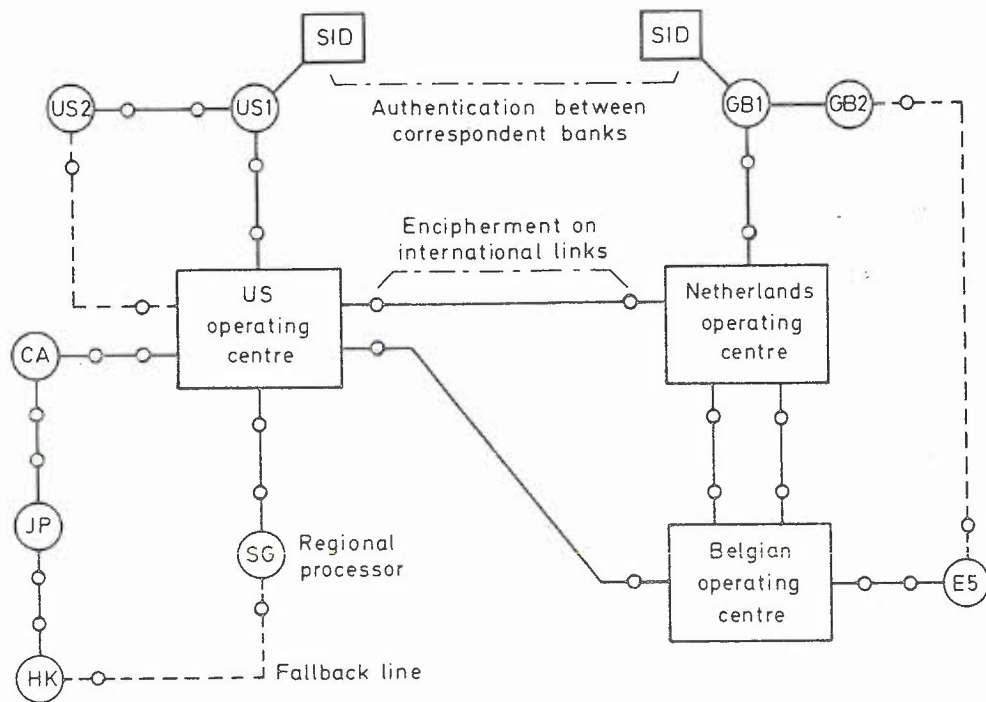 SID
SID
US2
US1
GB1
GB2
Authentication between
correspondent banks
Encipherment on
international links
US
operating
centre
Netherlands
operating
centre
CA
JP
SG
Regional
processor
Belgian
operating
centre
E5
HK
Fallback line